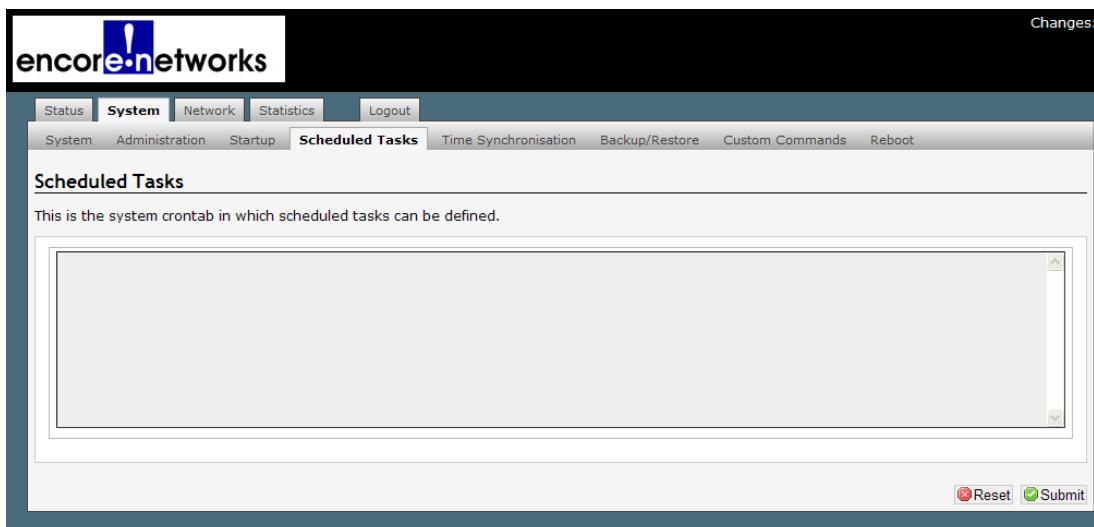 Changes:
encore!networks
Status System Network Statistics Logout
System Administration Startup Scheduled Tasks Time Synchronisation Backup/Restore Custom Commands Reboot
Scheduled Tasks
This is the system crontab in which scheduled tasks can be defined.
Reset Submit